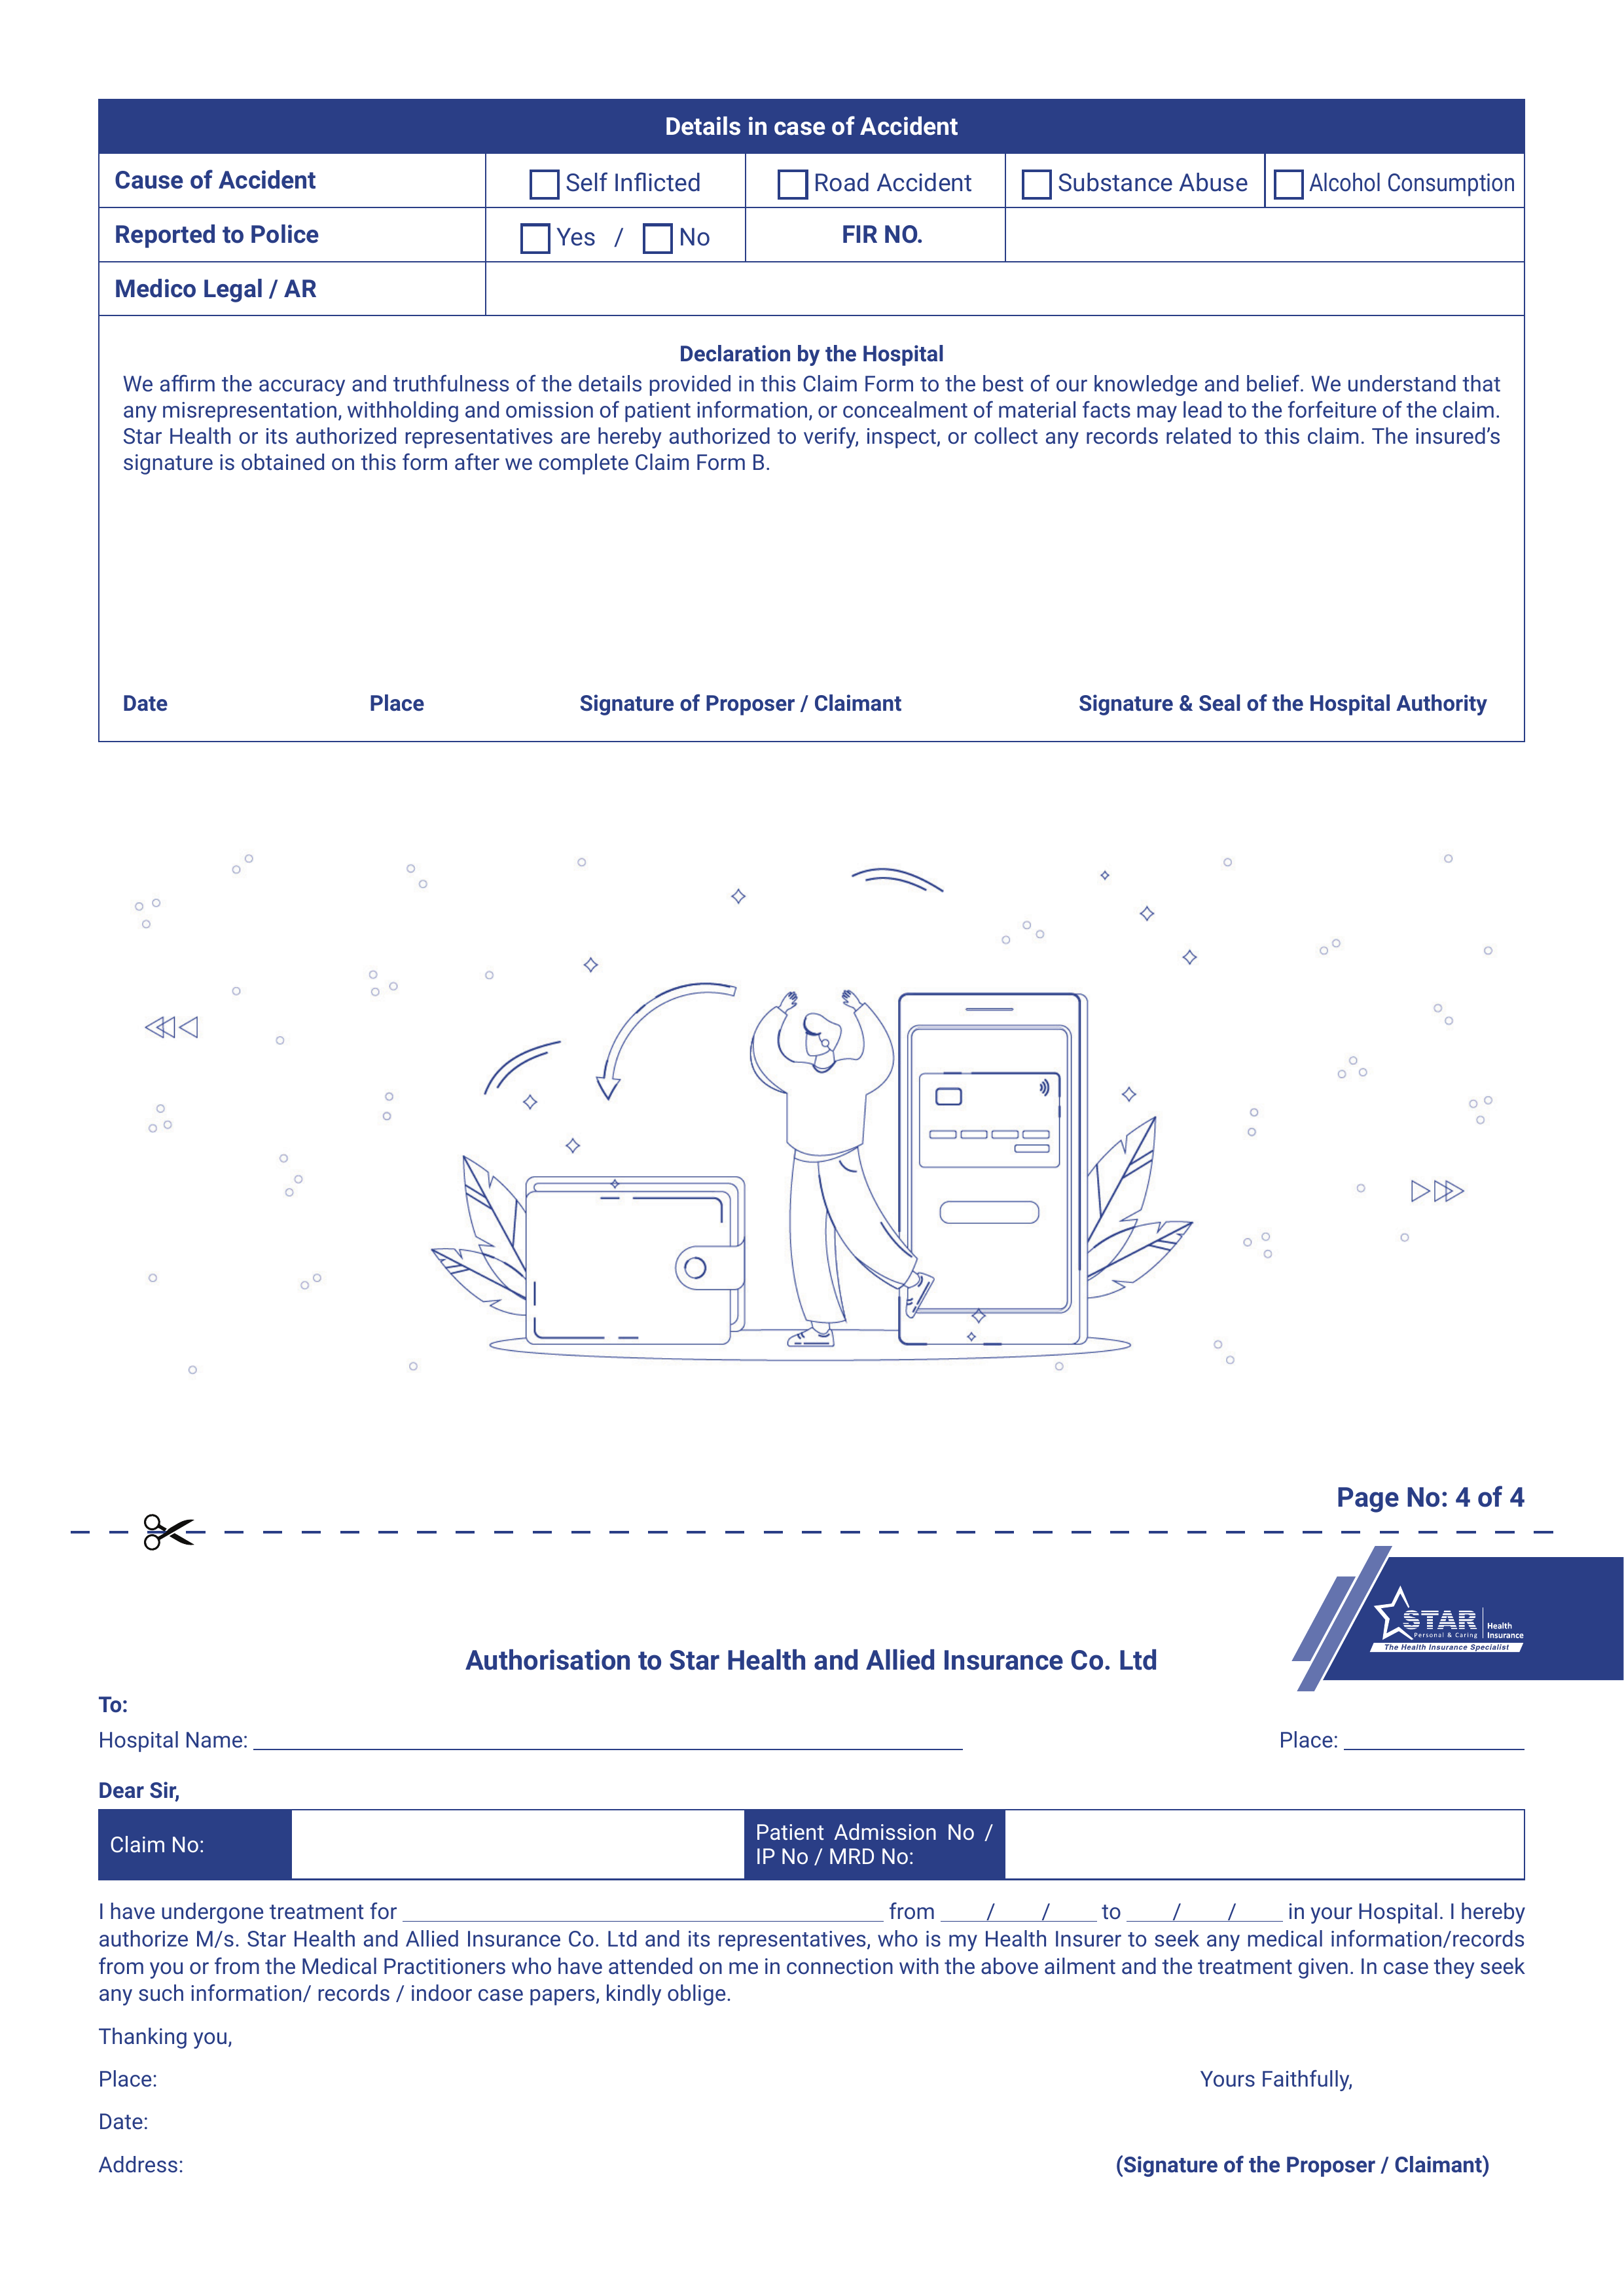 Details in case of Accident
Cause of Accident Self Inflicted Road Accident Substance Abuse Alcohol Consumption
Reported to Police Yes / No FIR NO.
Medico Legal / AR
Declaration by the Hospital
We affirm the accuracy and truthfulness of the details provided in this Claim Form to the best of our knowledge and belief. We understand that
any misrepresentation, withholding and omission of patient information, or concealment of material facts may lead to the forfeiture of the claim.
Star Health or its authorized representatives are hereby authorized to verify, inspect, or collect any records related to this claim. The insured's
signature is obtained on this form after we complete Claim Form B.
Date Place Signature of Proposer / Claimant Signature & Seal of the Hospital Authority
Page No: 4 of 4
STAR Health
Personal & Caring Insurance
The Health Insurance Specialist
Authorisation to Star Health and Allied Insurance Co. Ltd
To:
Hospital Name: ____ Place: ____
Dear Sir,
Claim No: Patient Admission No /
IP No / MRD No:
I have undergone treatment for ____ from __/__/__ to __/__/__ in your Hospital. I hereby
authorize M/s. Star Health and Allied Insurance Co. Ltd and its representatives, who is my Health Insurer to seek any medical information/records
from you or from the Medical Practitioners who have attended on me in connection with the above ailment and the treatment given. In case they seek
any such information/ records / indoor case papers, kindly oblige.
Thanking you,
Place: Yours Faithfully,
Date:
Address: (Signature of the Proposer / Claimant)